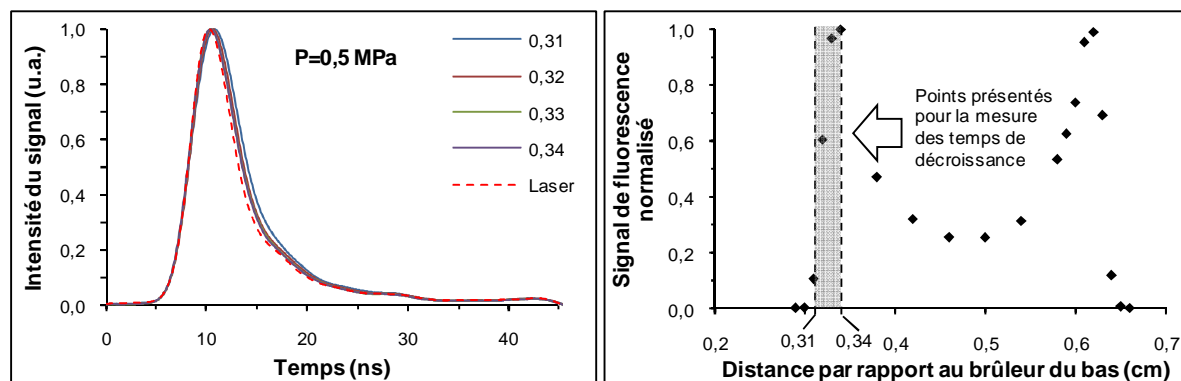 Intensité du signal (u.a.)
1,0
0,8
0,6
0,4
0,2
0,0
P=0,5 MPa
0,31
0,32
0,33
0,34
Laser
0
10
20
30
40
Temps (ns)
Signal de fluorescence
normalisé
1,0
0,8
0,6
0,4
0,2
0,0
Points présentés
pour la mesure
des temps de
décroissance
0,2
0,31
0,34
0,4
0,5
0,6
0,7
Distance par rapport au brûleur du bas (cm)